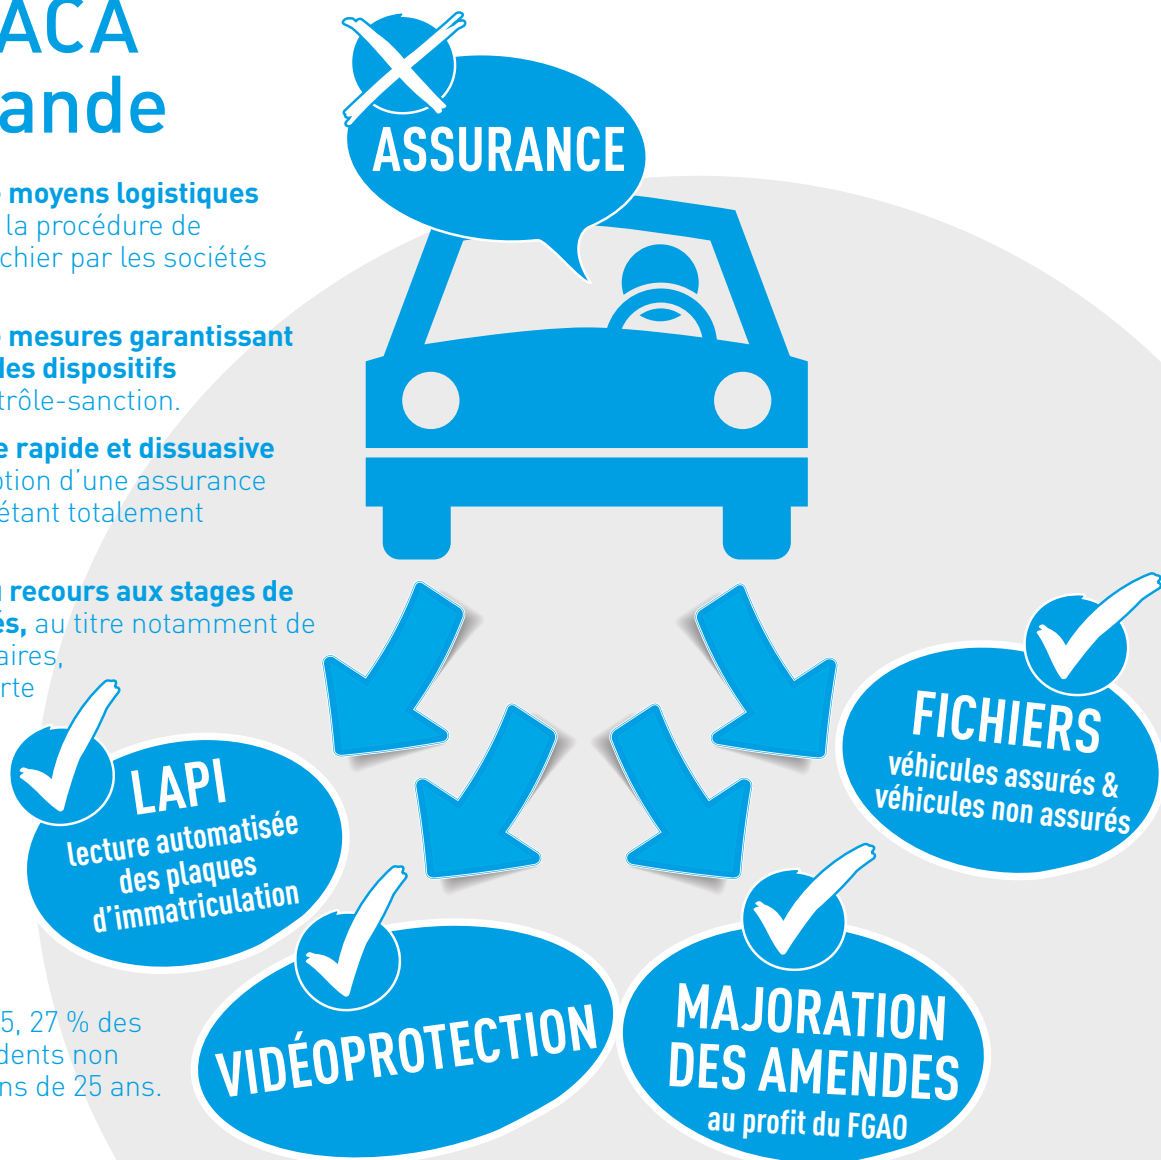 ACA
ande
moyens logistiques
la procédure de
chier par les sociétés
mesures garantissant
des dispositifs
trôle-sanction.
e rapide et dissuasive
tion d’une assurance
étant totalement
recours aux stages de
és, au titre notamment de
aires,
rte
5, 27 % des
dents non
ns de 25 ans.
ASSURANCE
LAPI
lecture automatisée
des plaques
d’immatriculation
VIDÉOPROTECTION
MAJORATION
DES AMENDES
au profit du FGAO
FICHIERS
véhicules assurés &
véhicules non assurés